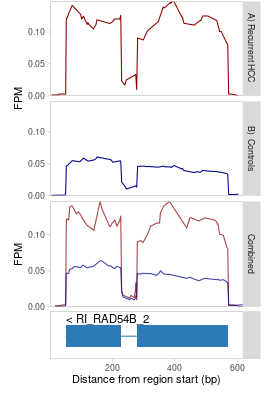 0.10
0.05
0.00
A) Recurrent HCC
FPM
0.10
0.05
0.00
B) Controls
FPM
0.10
0.05
0.00
Combined
< RI_RAD54B_2
200
400
600
Distance from region start (bp)